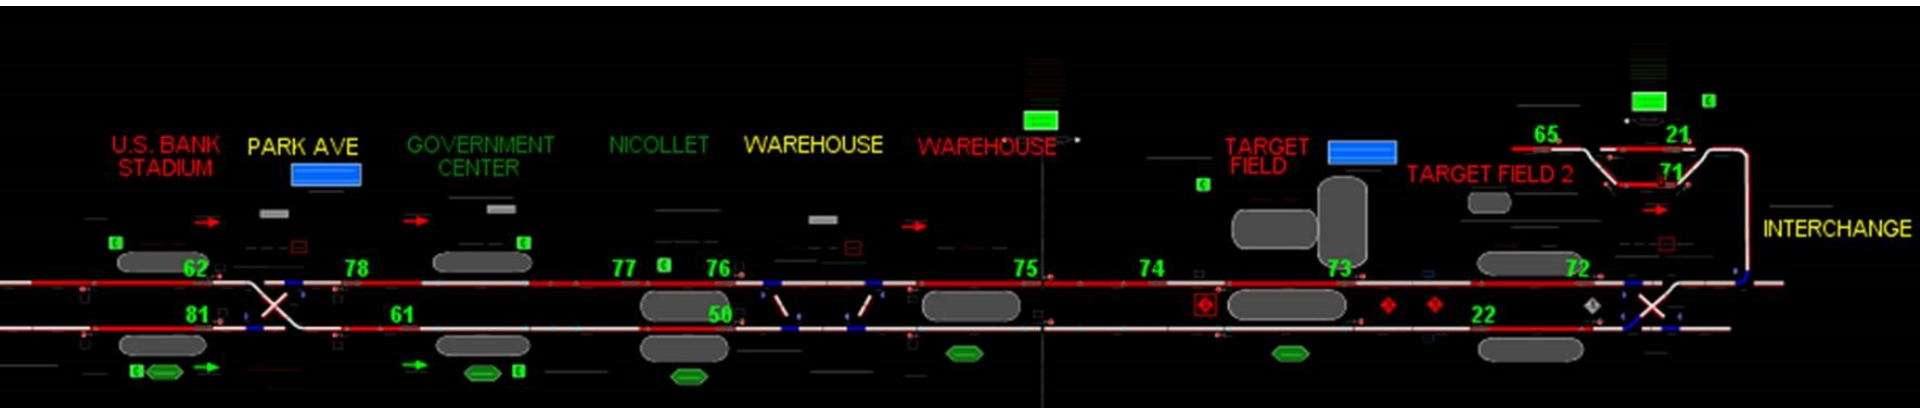 U.S. BANK
STADIUM
PARK AVE
GOVERNMENT
CENTER
NICOLLET
WAREHOUSE
WAREHOUSE
TARGET
FIELD
TARGET FIELD 2
65
21
71
INTERCHANGE
62
78
77
76
75
74
73
72
81
61
50
22